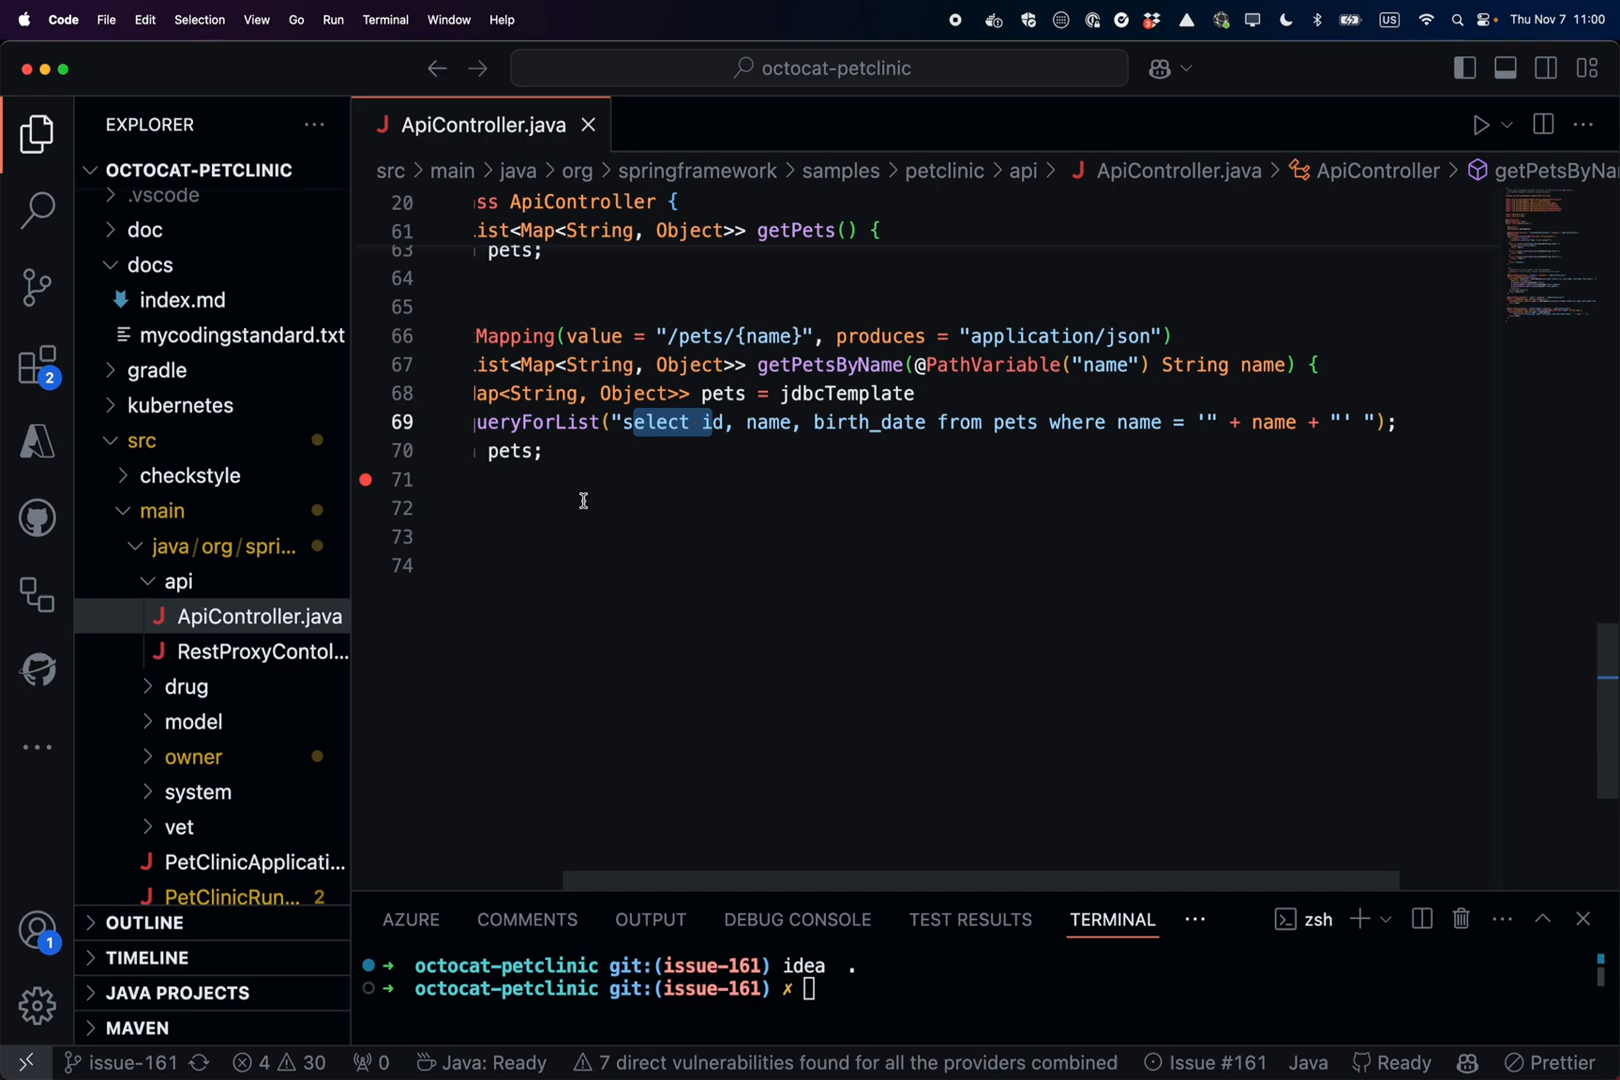 Code File Edit Selection View Go Run Terminal Window Help US Thu Nov 7 11:00
octocat-petclinic
EXPLORER
OCTOCAT-PETCLINIC
.vscode
doc
docs
index.md
mycodingstandard.txt
gradle
kubernetes
src
checkstyle
main
java/org/spri...
api
ApiController.java
RestProxyContol...
drug
model
owner
system
vet
PetClinicApplicati...
PetClinicRun... 2
OUTLINE
TIMELINE
JAVA PROJECTS
MAVEN
2
1
ApiController.java
src > main > java > org > springframework > samples > petclinic > api > ApiController.java > ApiController > getPetsByNa
20 ss ApiController {
61 ist<Map<String, Object>> getPets() {
63 pets;
64
65
66 Mapping(value = "/pets/{name}", produces = "application/json")
67 ist<Map<String, Object>> getPetsByName(@PathVariable("name") String name) {
68 ap<String, Object>> pets = jdbcTemplate
69 ueryForList("select id, name, birth_date from pets where name = '" + name + "' ");
70 pets;
71
72
73
74
AZURE COMMENTS OUTPUT DEBUG CONSOLE TEST RESULTS TERMINAL ... zsh
octocat-petclinic git:(issue-161) idea .
octocat-petclinic git:(issue-161) ✗
issue-161 4 30 0 Java: Ready 7 direct vulnerabilities found for all the providers combined Issue #161 Java Ready Prettier